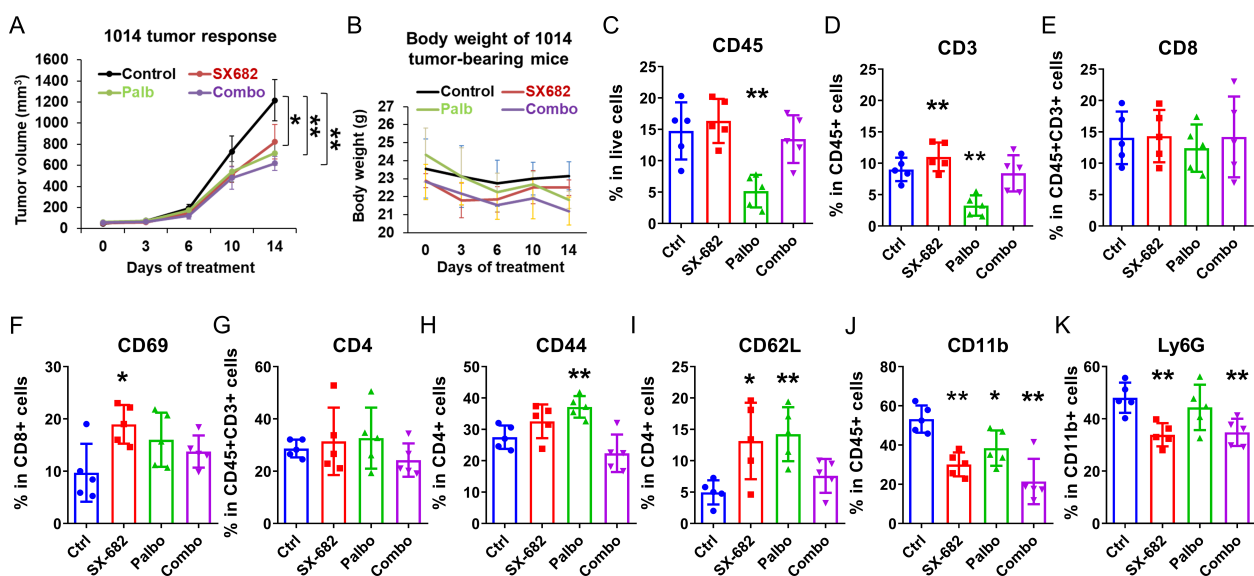 A
1014 tumor response
Tumor volume (mm³)
1600
1400
1200
1000
800
600
400
200
0
Control
SX682
Palb
Combo
*
**
**
0 3 6 10 14
Days of treatment
B
Body weight of 1014
tumor-bearing mice
Control
SX682
Palb
Combo
Body weight (g)
27
26
25
24
23
22
21
20
0 3 6 10 14
Days of treatment
C
CD45
% in live cells
25
20
15
10
5
0
**
Ctrl
SX-682
Palbo
Combo
D
CD3
% in CD45+ cells
25
20
15
10
5
0
**
**
Ctrl
SX-682
Palbo
Combo
E
CD8
% in CD45+CD3+ cells
25
20
15
10
5
0
Ctrl
SX-682
Palbo
Combo
F
CD69
% in CD8+ cells
30
20
10
0
*
Ctrl
SX-682
Palbo
Combo
G
CD4
% in CD45+CD3+ cells
60
40
20
0
Ctrl
SX-682
Palbo
Combo
H
CD44
% in CD4+ cells
50
40
30
20
10
0
**
Ctrl
SX-682
Palbo
Combo
I
CD62L
% in CD4+ cells
25
20
15
10
5
0
*
**
Ctrl
SX-682
Palbo
Combo
J
CD11b
% in CD45+ cells
80
60
40
20
0
**
*
**
Ctrl
SX-682
Palbo
Combo
K
Ly6G
% in CD11b+ cells
60
40
20
0
**
**
Ctrl
SX-682
Palbo
Combo